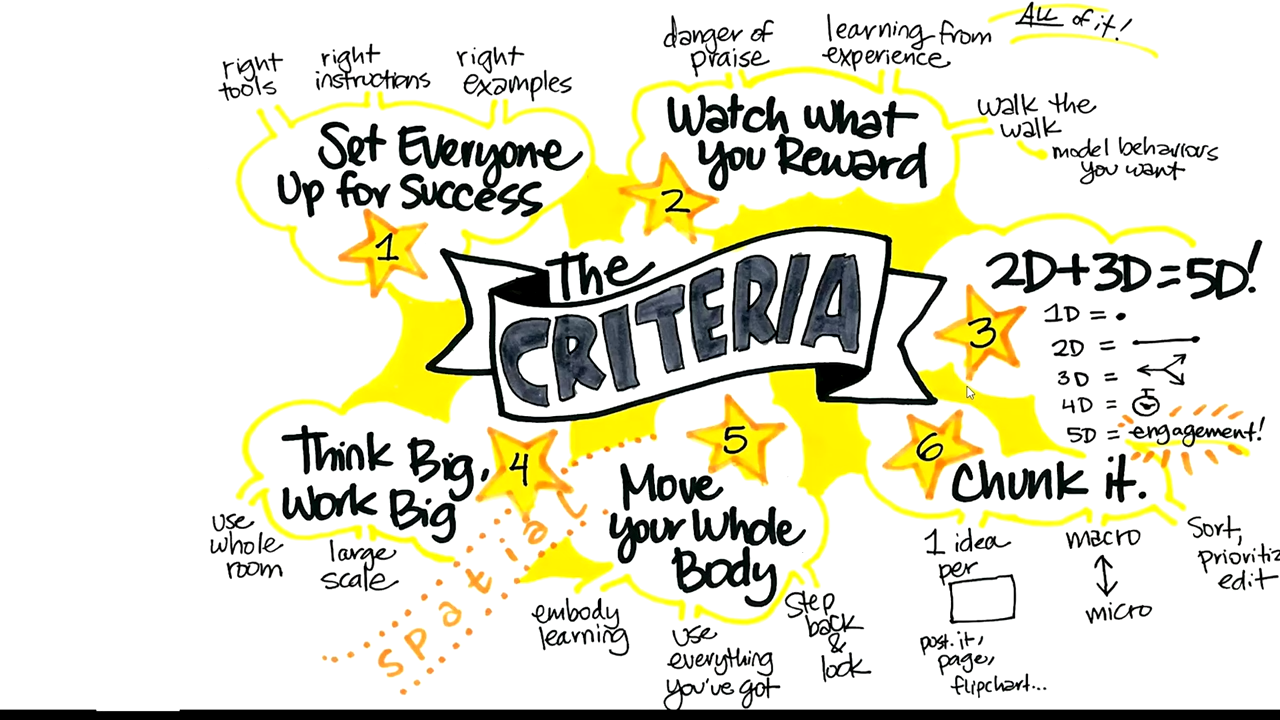 The
CRITERIA
right
tools
right
instructions
right
examples
Set Everyone
Up for Success
1
danger of
praise
learning from
experience
ALL of it!
Watch what
You Reward
2
walk the
walk
model behaviors
you want
2D+3D=5D!
3
1D = •
2D =
3D =
4D =
5D = engagement!
Think Big,
Work Big
4
use
whole
room
large
scale
spatial
5
Move
your Whole
Body
embody
learning
use
everything
you've got
Step
back
&
look
6
Chunk it.
1 idea
per
post.it,
page,
flipchart...
macro
micro
Sort,
prioritiz
edit